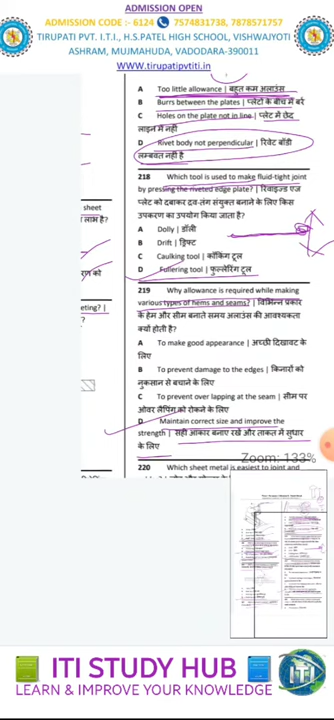 ADMISSION OPEN
ADMISSION CODE :- 6124 7574831738, 7878571757
TIRUPATI PVT. I.T.I., H.S.PATEL HIGH SCHOOL, VISHWAJYOTI
ASHRAM, MUJMAHUDA, VADODARA-390011
WWW.tirupatipvtiti.in
A Too little allowance | बहुत कम अलाउंस
B Burrs between the plates | प्लेटों के बीच में बर्र
C Holes on the plate not in line | प्लेट में छेद
लाइन में नहीं
D Rivet body not perpendicular | रिवेट बॉडी
लम्बवत नहीं है
218 Which tool is used to make fluid-tight joint
by pressing the riveted edge plate? | रिवाइन्ड एज
प्लेट को दबाकर द्रव-तंग संयुक्त बनाने के लिए किस
उपकरण का उपयोग किया जाता है?
A Dolly | डॉली
B Drift | ड्रिफ्ट
C Caulking tool | कॉकिंग टूल
D Fullering tool | फुल्लेरिंग टूल
219 Why allowance is required while making
various types of hems and seams? | विभिन्न प्रकार
के हेम और सीम बनाते समय अलाउंस की आवश्यकता
क्यों होती है?
A To make good appearance | अच्छी दिखावट के
लिए
B To prevent damage to the edges | किनारों को
नुकसान से बचाने के लिए
C To prevent over lapping at the seam | सीम पर
ओवर लैपिंग को रोकने के लिए
D Maintain correct size and improve the
strength | सही आकार बनाए रखें और ताकत में सुधार
के लिए
220 Which sheet metal is easiest to joint and
sheet
लाभ है?
को
eting? |
?
Zoom: 133%
ITI STUDY HUB
LEARN & IMPROVE YOUR KNOWLEDGE
ITI